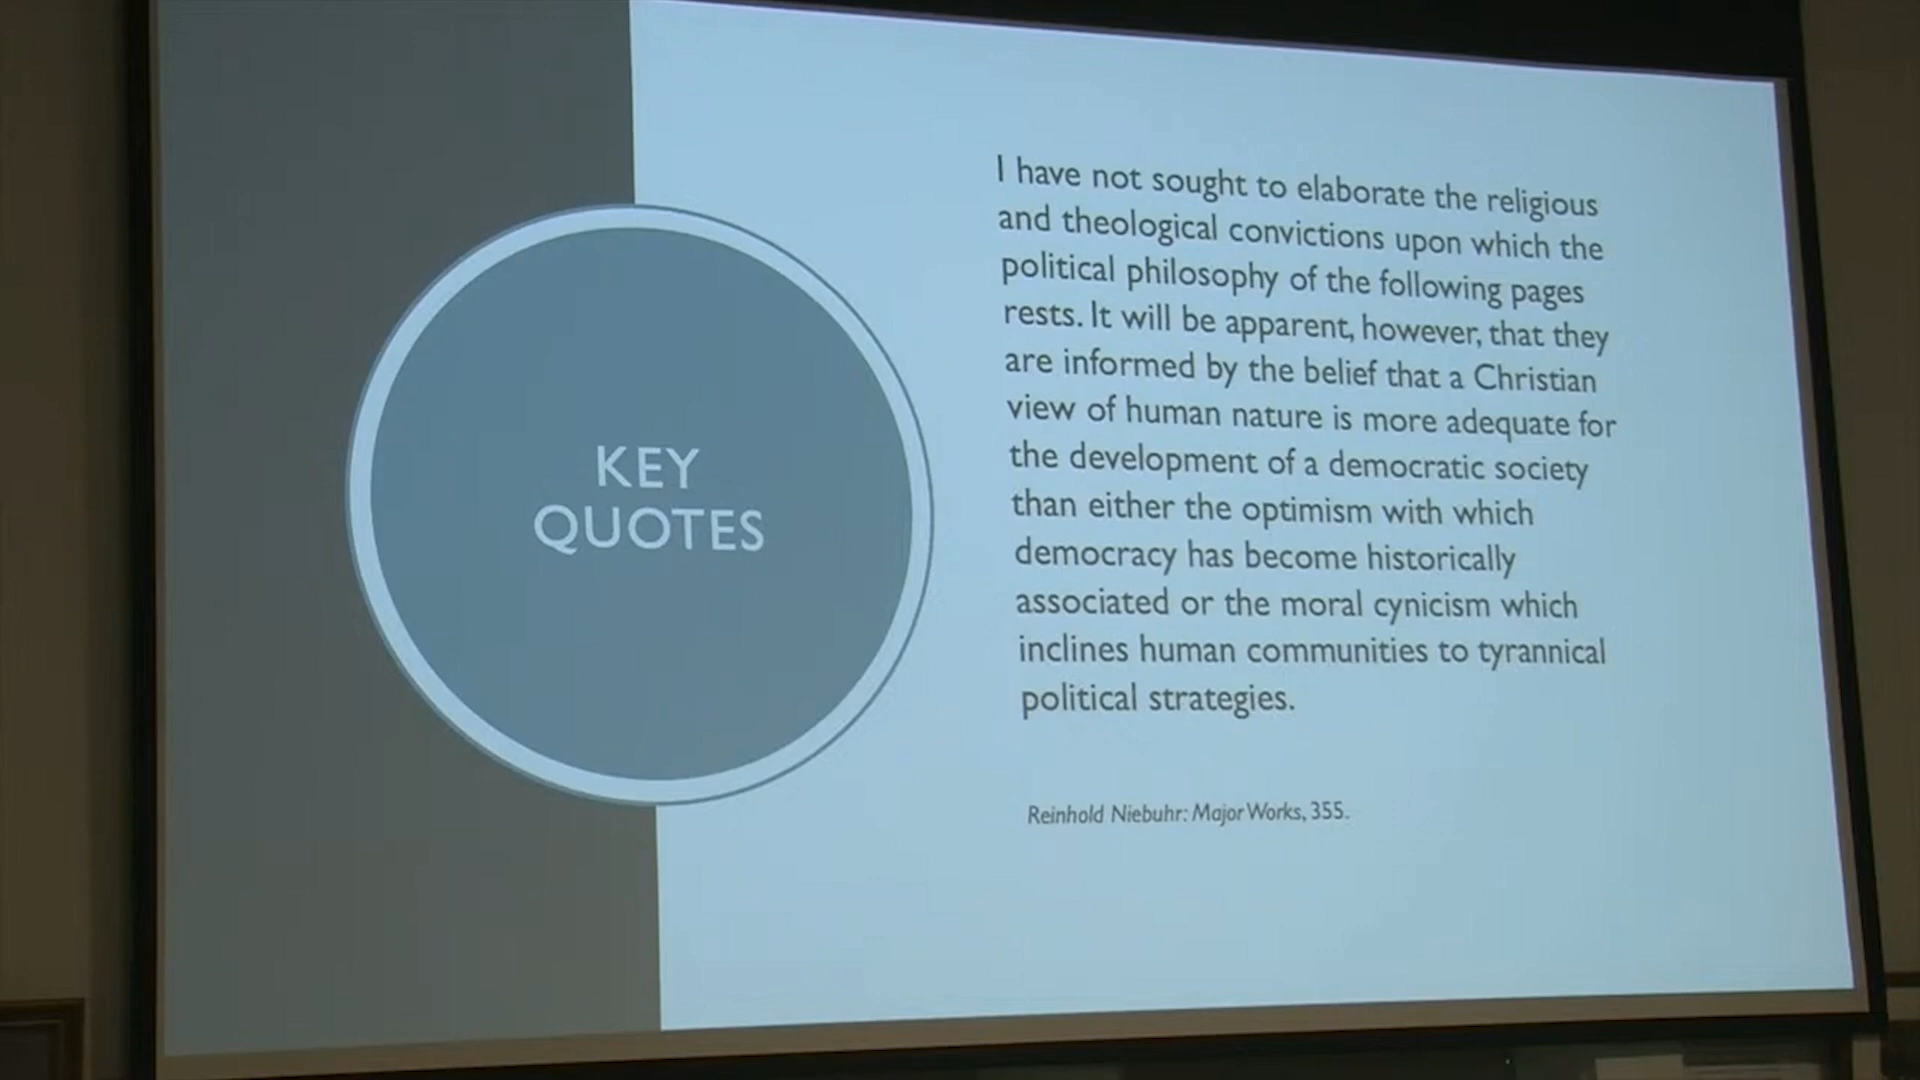 KEY
QUOTES
I have not sought to elaborate the religious
and theological convictions upon which the
political philosophy of the following pages
rests. It will be apparent, however, that they
are informed by the belief that a Christian
view of human nature is more adequate for
the development of a democratic society
than either the optimism with which
democracy has become historically
associated or the moral cynicism which
inclines human communities to tyrannical
political strategies.
Reinhold Niebuhr: Major Works, 355.